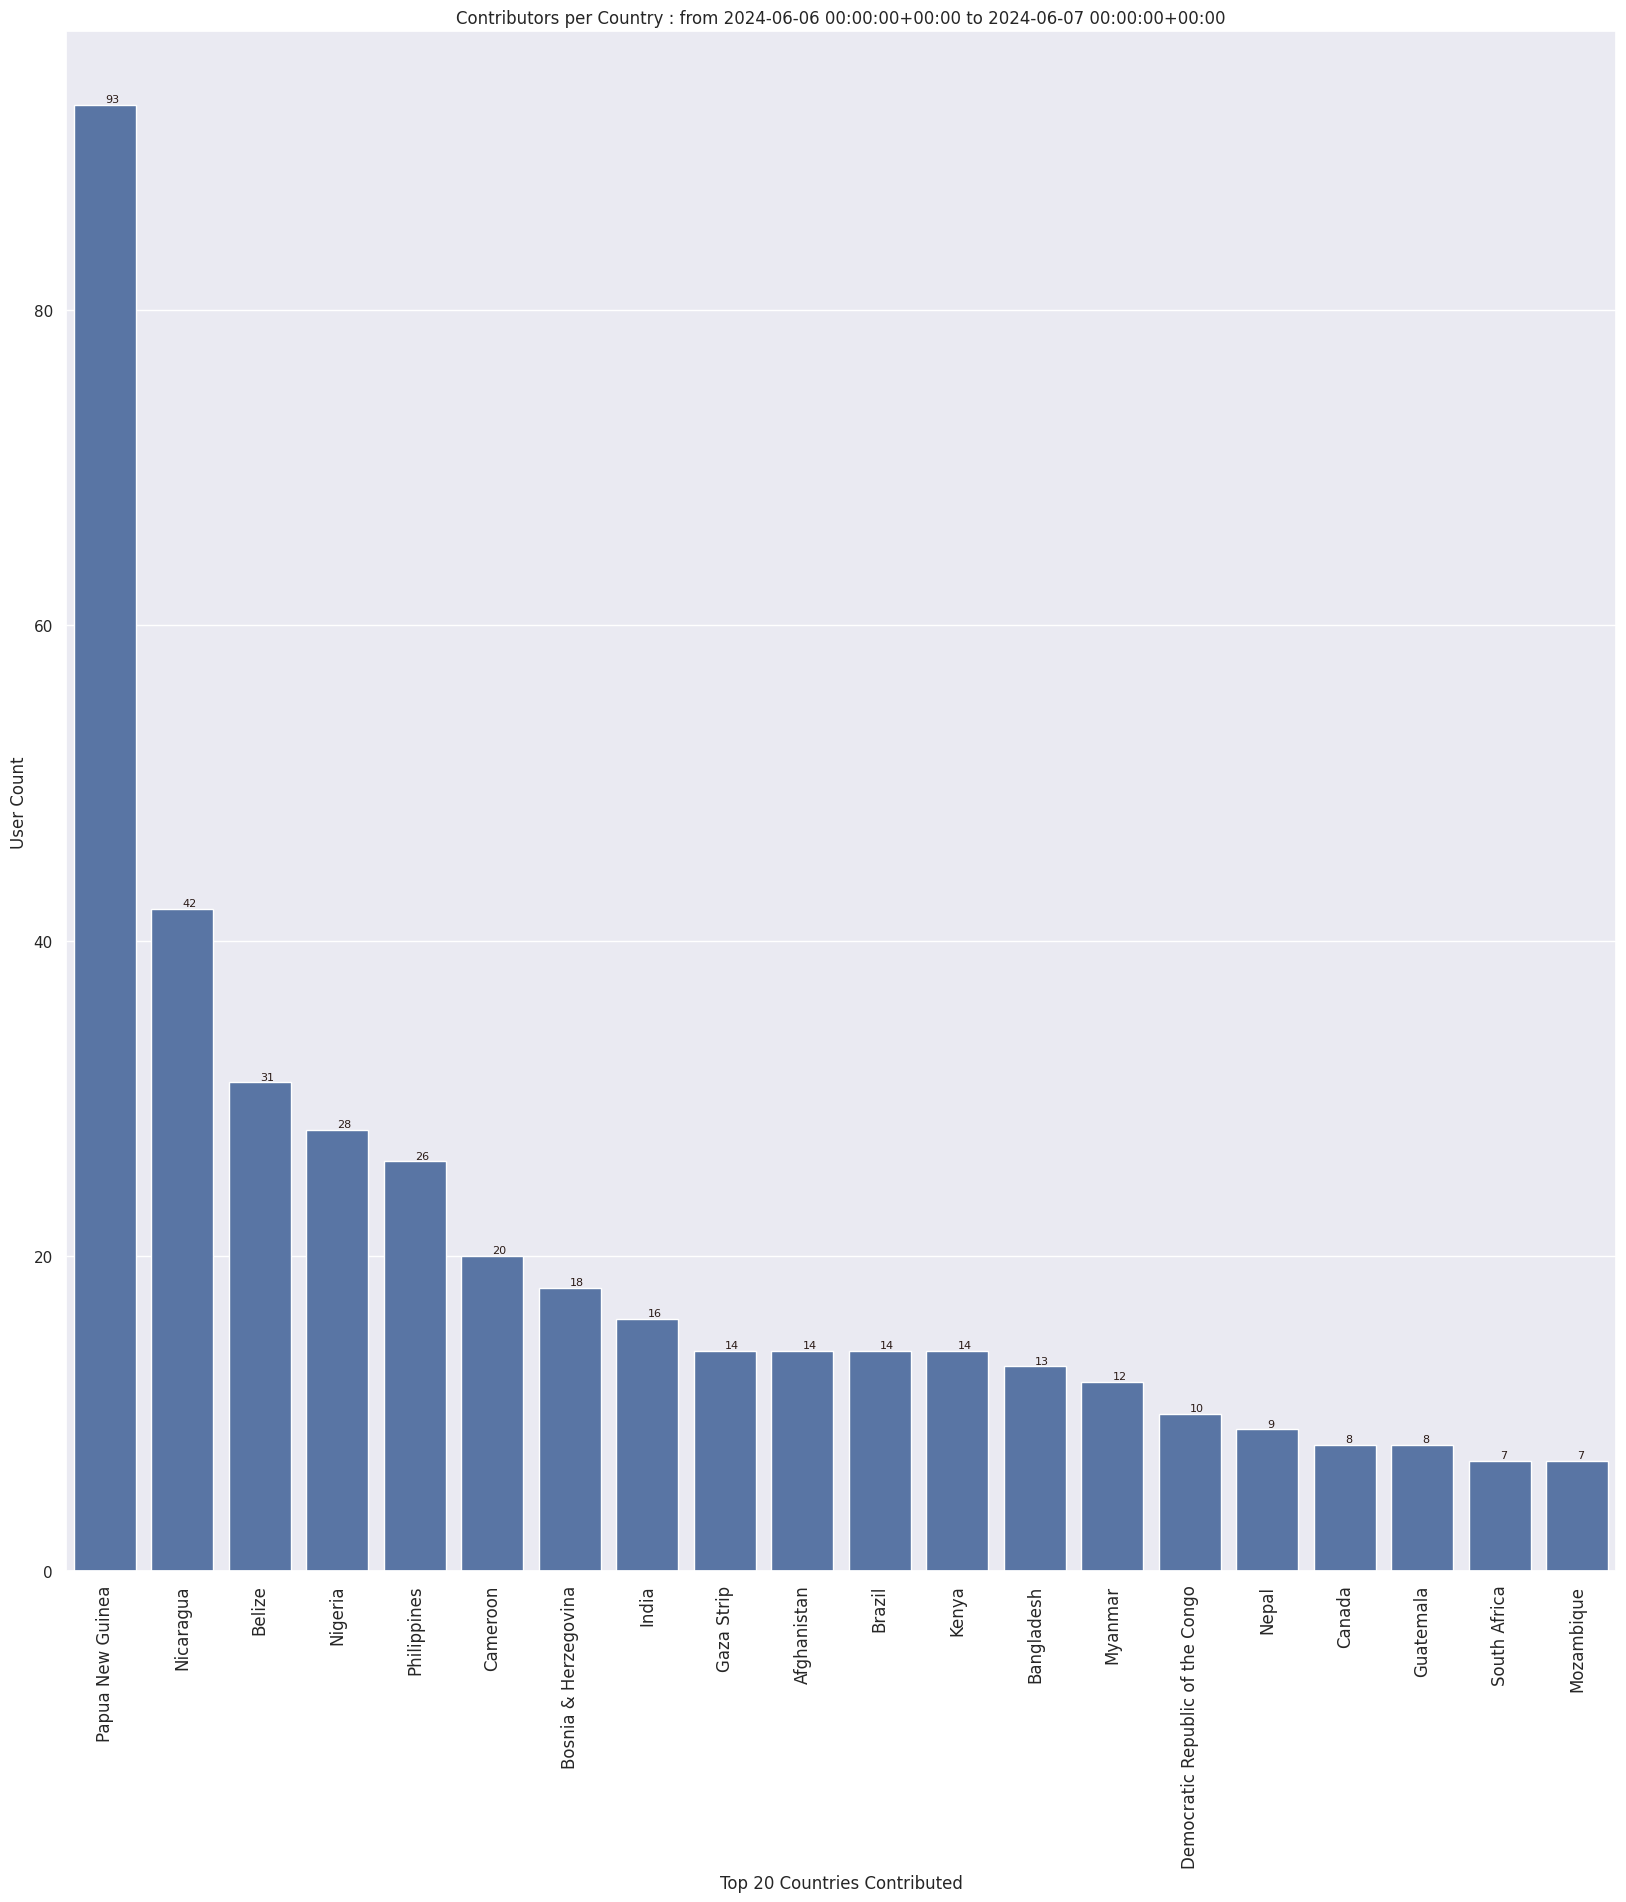 Contributors per Country : from 2024-06-06 00:00:00+00:00 to 2024-06-07 00:00:00+00:00
User Count
80
60
40
20
0
93
42
31
28
26
20
18
16
14
14
14
14
13
12
10
9
8
8
7
7
Papua New Guinea
Nicaragua
Belize
Nigeria
Philippines
Cameroon
Bosnia & Herzegovina
India
Gaza Strip
Afghanistan
Brazil
Kenya
Bangladesh
Myanmar
Democratic Republic of the Congo
Nepal
Canada
Guatemala
South Africa
Mozambique
Top 20 Countries Contributed